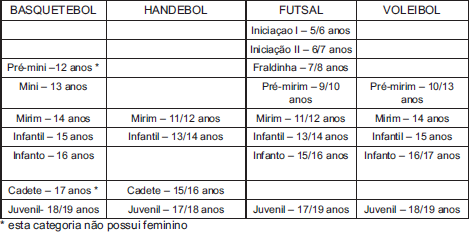 BASQUETEBOL HANDEBOL FUTSAL VOLEIBOL
Iniciaçao I – 5/6 anos
Iniciação II – 6/7 anos
Pré-mini –12 anos * Fraldinha – 7/8 anos
Mini – 13 anos Pré-mirim – 9/10 anos Pré-mirim – 10/13 anos
Mirim – 14 anos Mirim – 11/12 anos Mirim – 11/12 anos Mirim – 14 anos
Infantil – 15 anos Infantil – 13/14 anos Infantil – 13/14 anos Infantil – 15 anos
Infanto – 16 anos Infanto – 15/16 anos Infanto – 16/17 anos
Cadete – 17 anos * Cadete – 15/16 anos
Juvenil- 18/19 anos Juvenil – 17/18 anos Juvenil – 17/19 anos Juvenil – 18/19 anos
* esta categoria não possui feminino